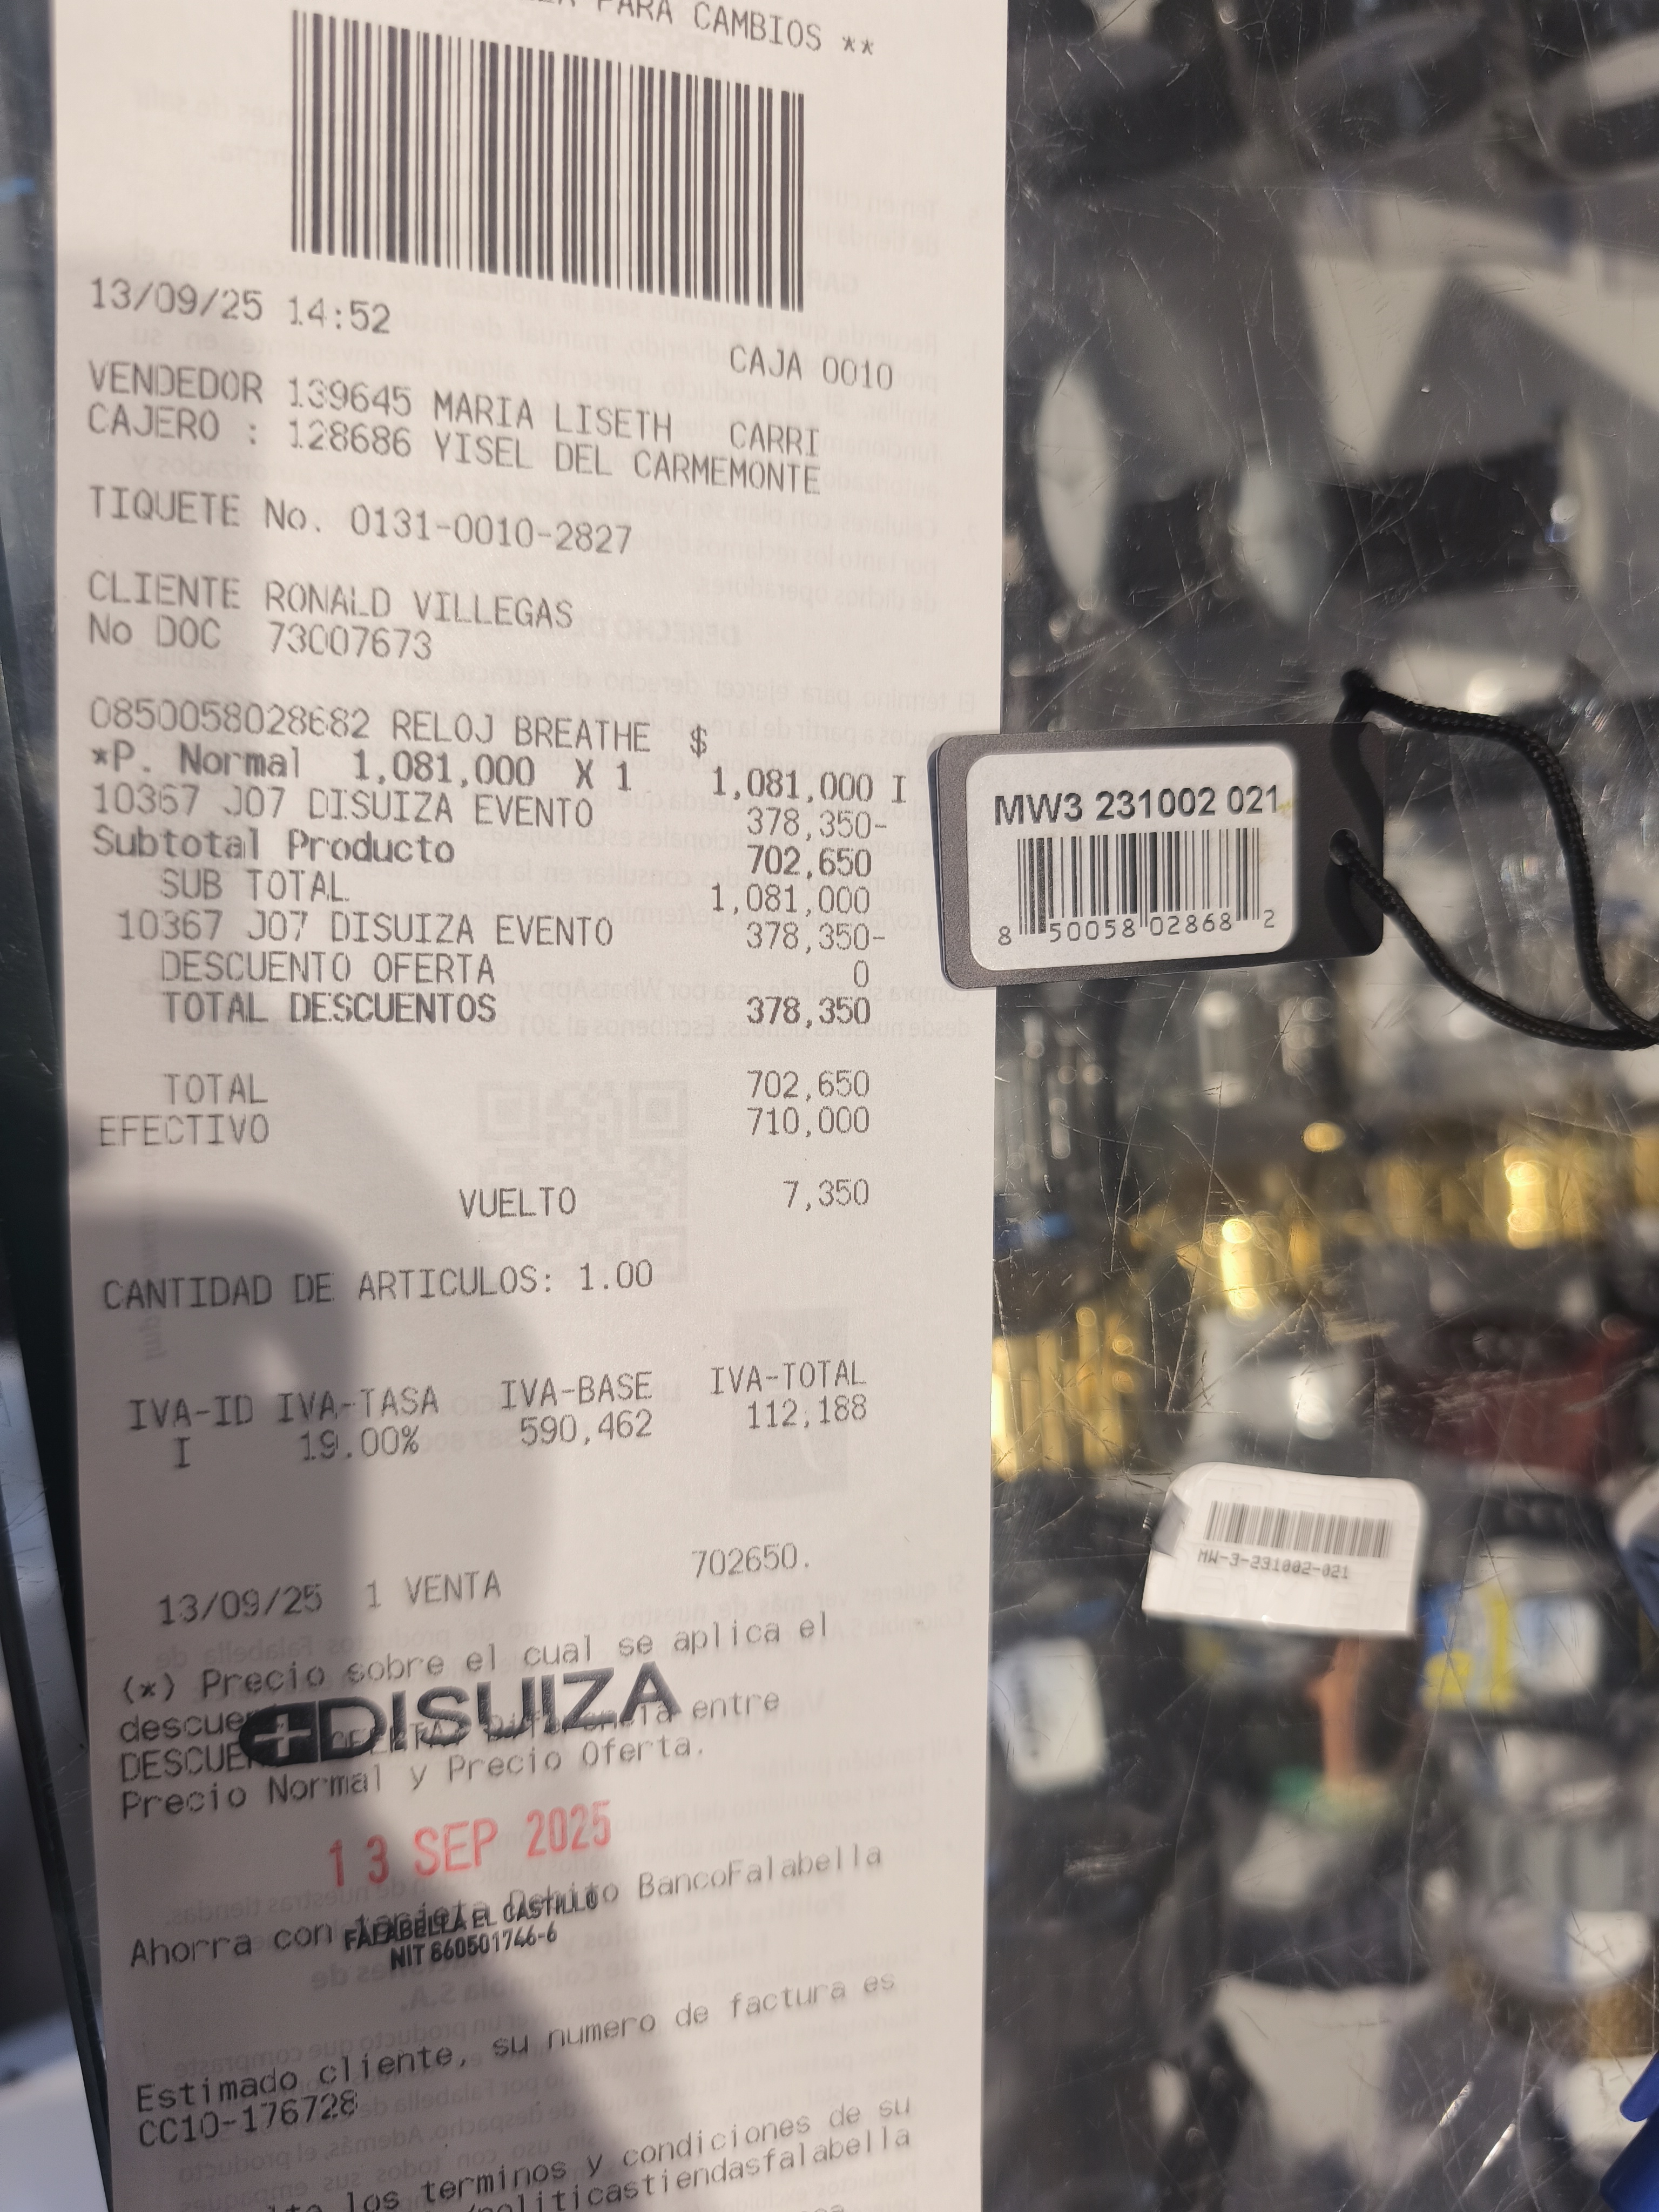 PARA CAMBIOS **
13/09/25 14:52
CAJA 0010
VENDEDOR 139645 MARIA LISETH CARRI
CAJERO : 128686 YISEL DEL CARMEMONTE
TIQUETE No. 0131-0010-2827
CLIENTE RONALD VILLEGAS
No DOC 73007673
0850058028682 RELOJ BREATHE $
*P. Normal 1,081,000 X 1 1,081,000 I
10367 J07 DISUIZA EVENTO 378,350-
Subtotal Producto 702,650
SUB TOTAL 1,081,000
10367 J07 DISUIZA EVENTO 378,350-
DESCUENTO OFERTA 0
TOTAL DESCUENTOS 378,350
TOTAL 702,650
EFECTIVO 710,000
VUELTO 7,350
CANTIDAD DE ARTICULOS: 1.00
IVA-ID IVA-TASA IVA-BASE IVA-TOTAL
I 19.00% 590,462 112,188
13/09/25 1 VENTA 702650.
(*) Precio sobre el cual se aplica el
DISUIZA
entre
Precio Normal y Precio Oferta.
13 SEP 2025
Ahorra con tarjeta Debito BancoFalabella
FALABELLA EL CASTILLO
NIT 860501746-6
Estimado cliente, su numero de factura es
CC10-176728
los terminos y condiciones de su
/politicastiendasfalabella
MW3 231002 021
8 50058 02868 2
MW-3-231002-021